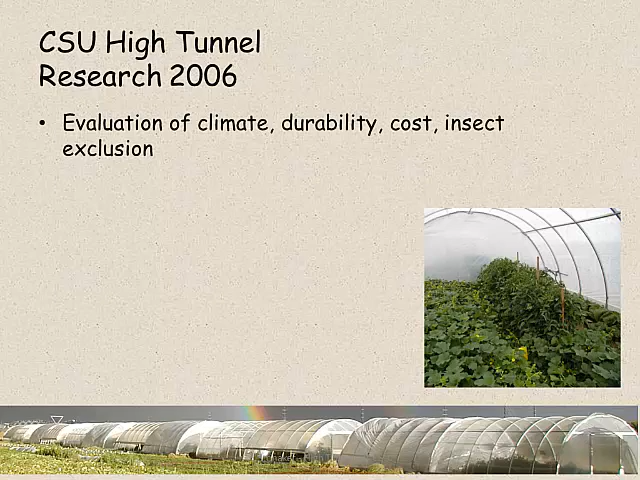 CSU High Tunnel
Research 2006
• Evaluation of climate, durability, cost, insect
exclusion